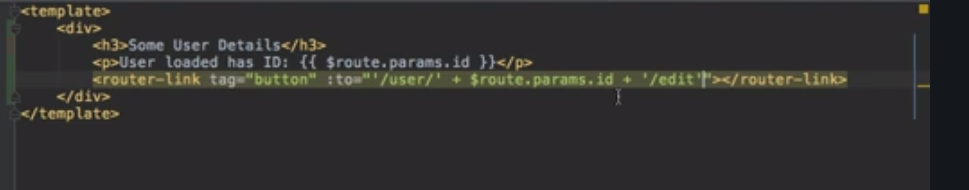 <template>
<div>
<h3>Some User Details</h3>
<p>User loaded has ID: {{ $route.params.id }}</p>
<router-link tag="button" :to="'/user/' + $route.params.id + '/edit'"></router-link>
</div>
</template>